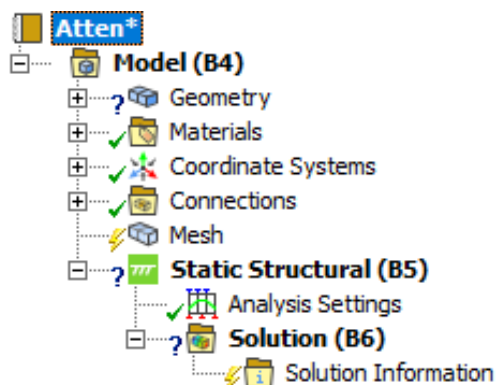 Atten*
Model (B4)
Geometry
Materials
Coordinate Systems
Connections
Mesh
Static Structural (B5)
Analysis Settings
Solution (B6)
Solution Information